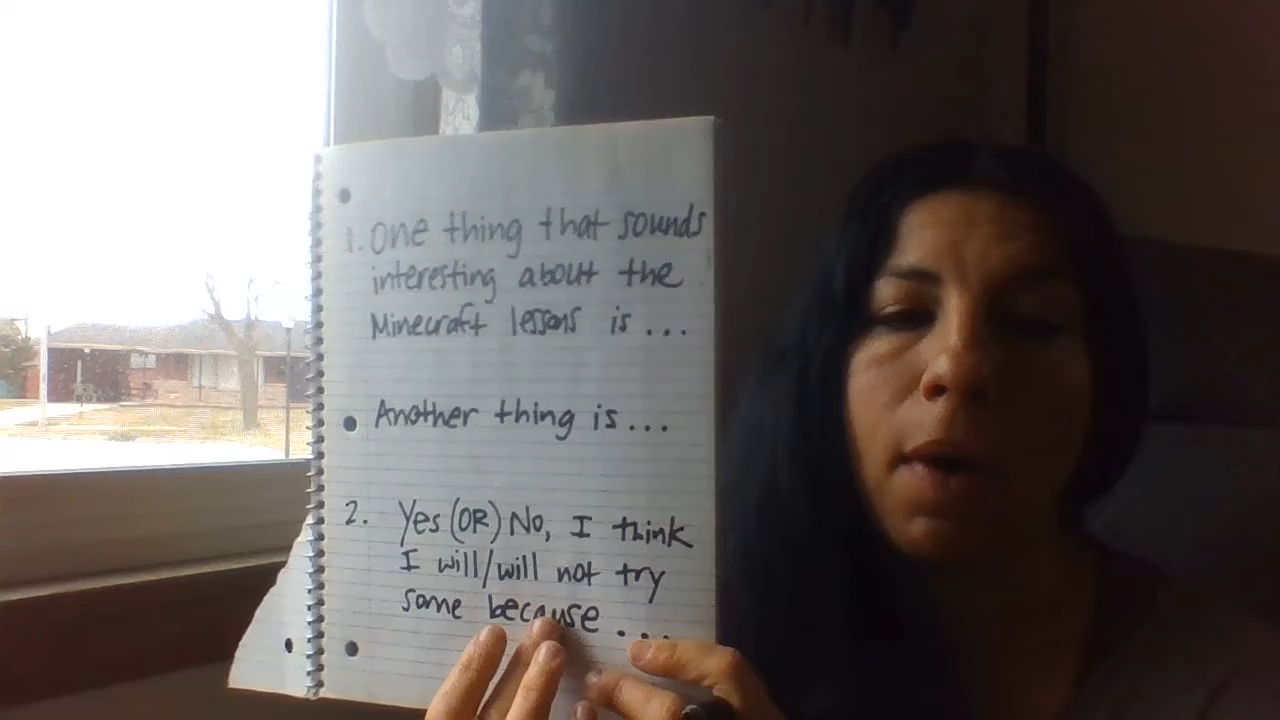 1. One thing that sounds
interesting about the
Minecraft lessons is...
Another thing is...
2. Yes (OR) No, I think
I will/will not try
some because....